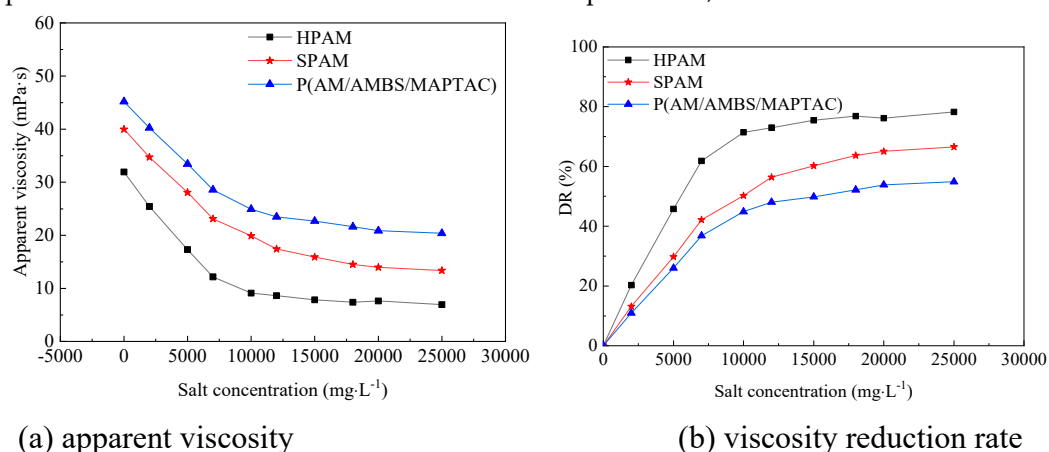 60
50
40
30
20
10
0
Apparent viscosity (mPa·s)
HPAM
SPAM
P(AM/AMBS/MAPTAC)
-5000 0 5000 10000 15000 20000 25000 30000
Salt concentration (mg·L-1)
100
80
60
40
20
0
DR (%)
HPAM
SPAM
P(AM/AMBS/MAPTAC)
0 5000 10000 15000 20000 25000 30000
Salt concentration (mg·L-1)
(a) apparent viscosity
(b) viscosity reduction rate